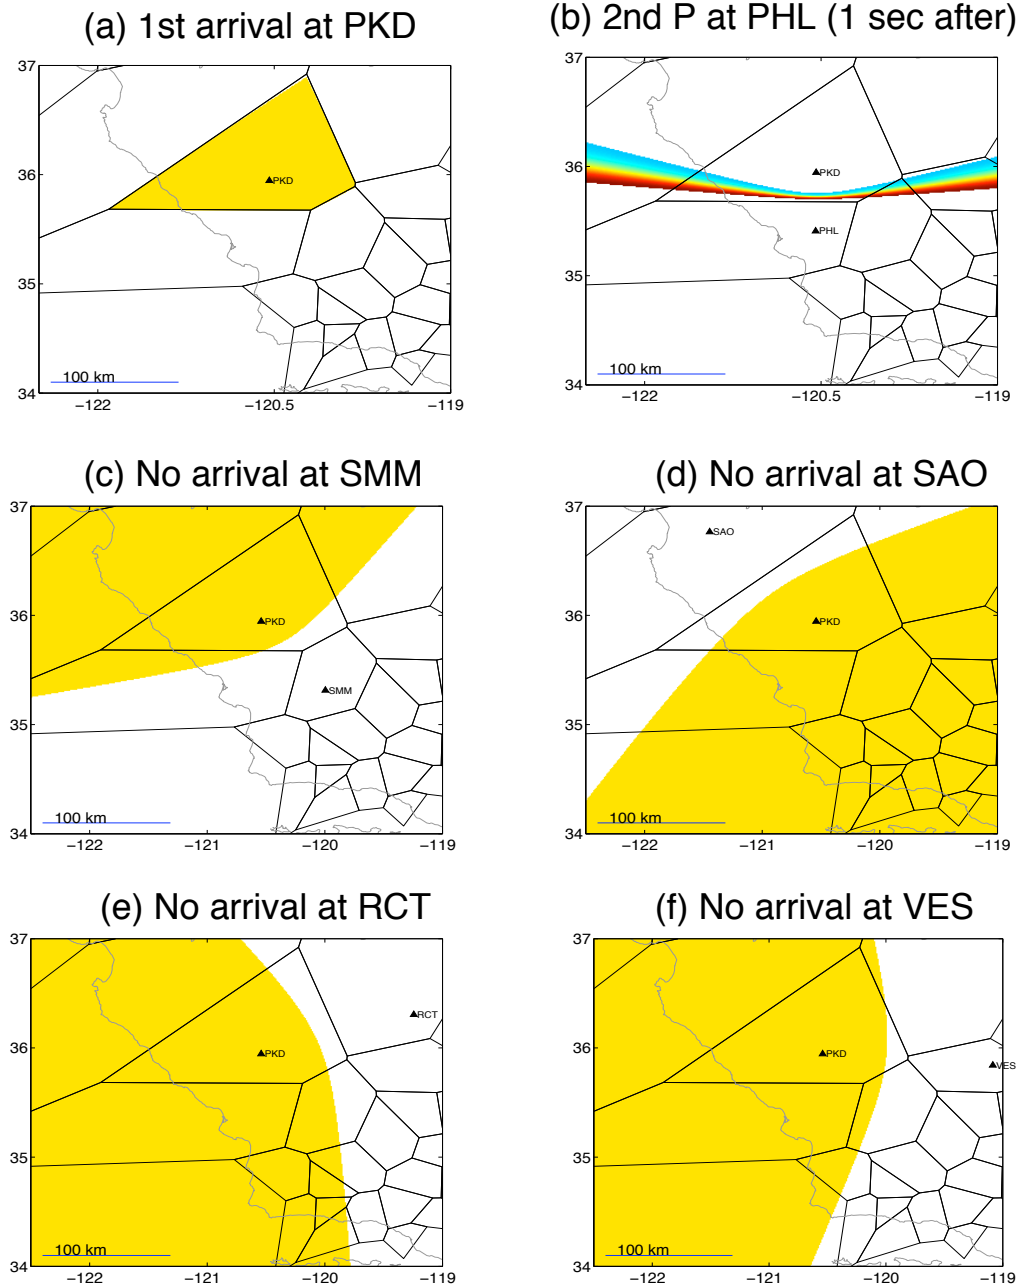 (a) 1st arrival at PKD
37
36
35
34
PKD
100 km
−122
−120.5
−119
(b) 2nd P at PHL (1 sec after)
37
36
35
34
PKD
PHL
100 km
−122
−120.5
−119
(c) No arrival at SMM
37
36
35
34
PKD
SMM
100 km
−122
−121
−120
−119
(d) No arrival at SAO
37
36
35
34
SAO
PKD
100 km
−122
−121
−120
−119
(e) No arrival at RCT
37
36
35
34
RCT
PKD
100 km
−122
−121
−120
−119
(f) No arrival at VES
37
36
35
34
PKD
VES
100 km
−122
−121
−120
−119